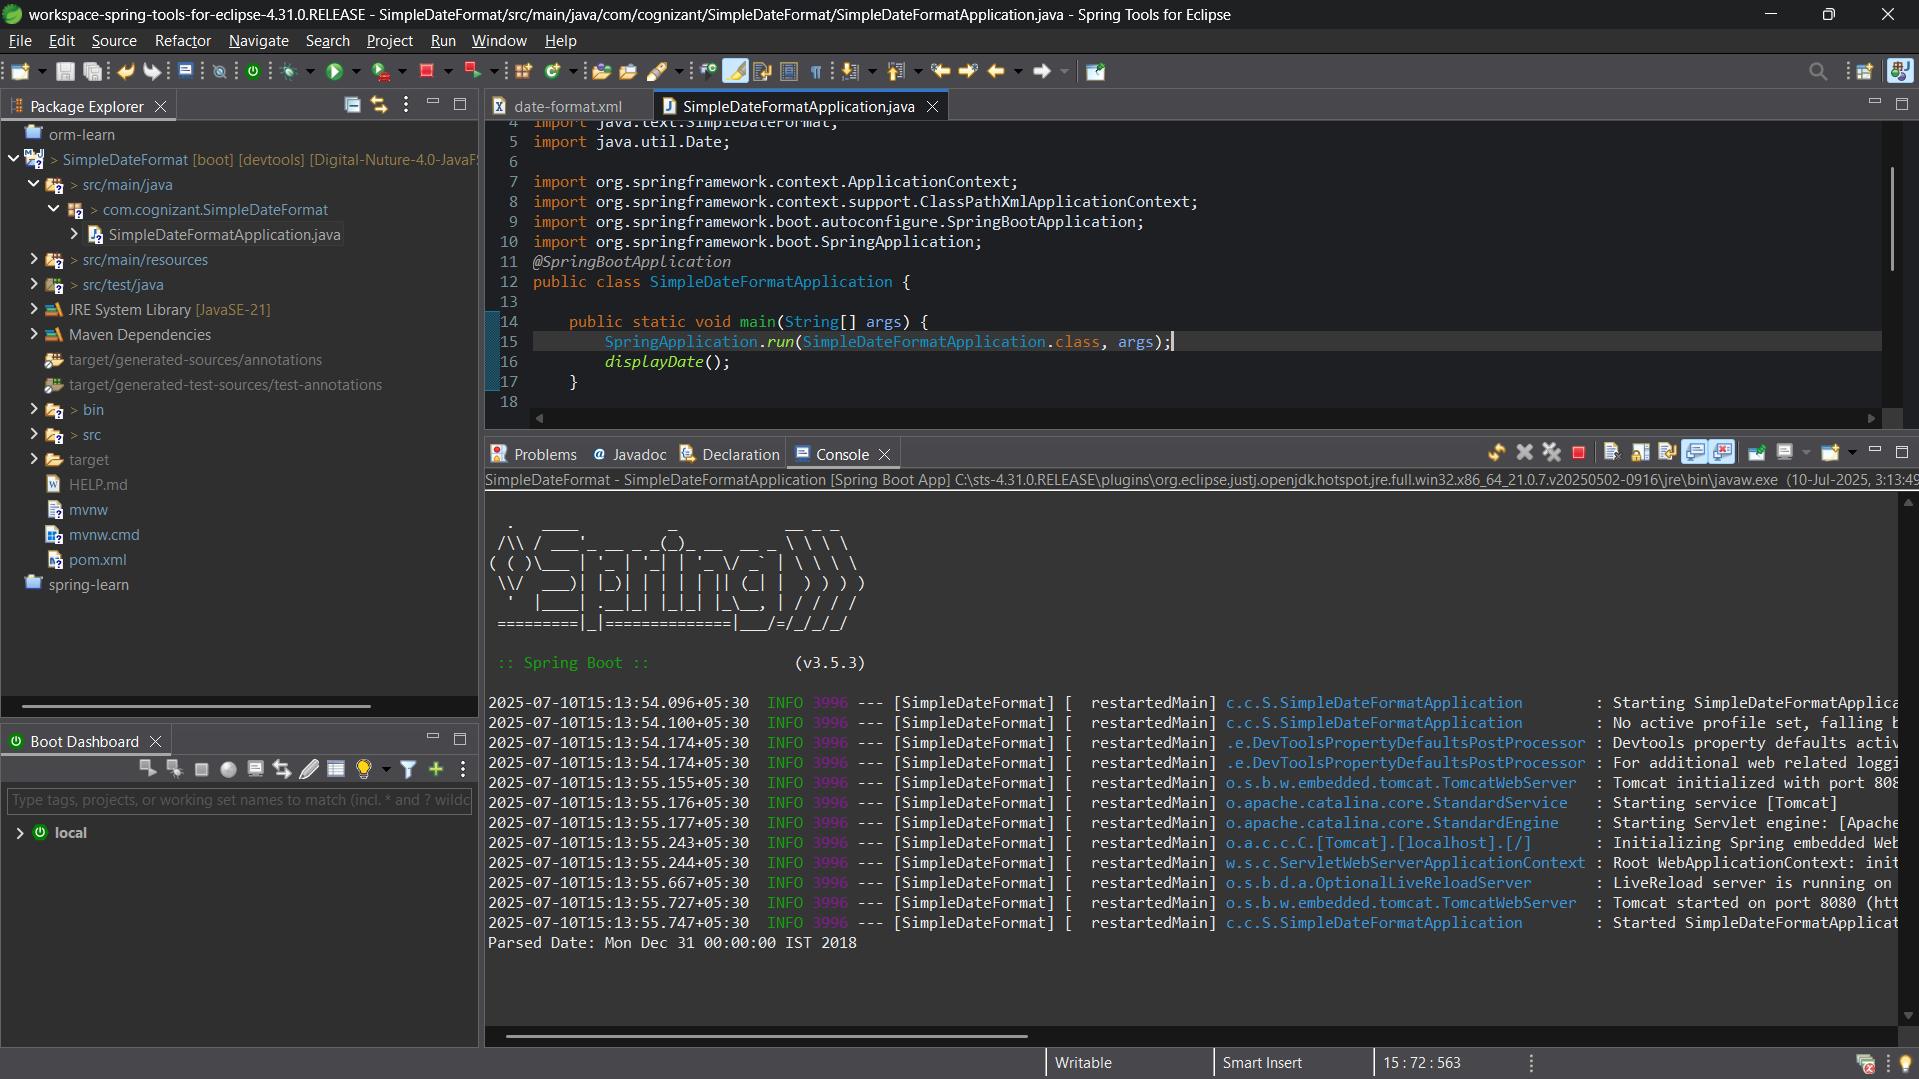 workspace-spring-tools-for-eclipse-4.31.0.RELEASE - SimpleDateFormat/src/main/java/com/cognizant/SimpleDateFormat/SimpleDateFormatApplication.java - Spring Tools for Eclipse
File Edit Source Refactor Navigate Search Project Run Window Help
Package Explorer
orm-learn
> SimpleDateFormat [boot] [devtools] [Digital-Nuture-4.0-JavaFS
> src/main/java
> com.cognizant.SimpleDateFormat
SimpleDateFormatApplication.java
> src/main/resources
> src/test/java
JRE System Library [JavaSE-21]
Maven Dependencies
target/generated-sources/annotations
target/generated-test-sources/test-annotations
> bin
> src
target
HELP.md
mvnw
mvnw.cmd
pom.xml
spring-learn
Boot Dashboard
Type tags, projects, or working set names to match (incl. * and ? wildc
local
date-format.xml
SimpleDateFormatApplication.java
4 import java.text.SimpleDateFormat;
5 import java.util.Date;
6
7 import org.springframework.context.ApplicationContext;
8 import org.springframework.context.support.ClassPathXmlApplicationContext;
9 import org.springframework.boot.autoconfigure.SpringBootApplication;
10 import org.springframework.boot.SpringApplication;
11 @SpringBootApplication
12 public class SimpleDateFormatApplication {
13
14 public static void main(String[] args) {
15 SpringApplication.run(SimpleDateFormatApplication.class, args);
16 displayDate();
17 }
18
Problems @ Javadoc Declaration Console
SimpleDateFormat - SimpleDateFormatApplication [Spring Boot App] C:\sts-4.31.0.RELEASE\plugins\org.eclipse.justj.openjdk.hotspot.jre.full.win32.x86_64_21.0.7.v20250502-0916\jre\bin\javaw.exe (10-Jul-2025, 3:13:49
Spring
:: Spring Boot :: (v3.5.3)
2025-07-10T15:13:54.096+05:30 INFO 3996 --- [SimpleDateFormat] [ restartedMain] c.c.S.SimpleDateFormatApplication : Starting SimpleDateFormatApplica
2025-07-10T15:13:54.100+05:30 INFO 3996 --- [SimpleDateFormat] [ restartedMain] c.c.S.SimpleDateFormatApplication : No active profile set, falling b
2025-07-10T15:13:54.174+05:30 INFO 3996 --- [SimpleDateFormat] [ restartedMain] .e.DevToolsPropertyDefaultsPostProcessor : Devtools property defaults activ
2025-07-10T15:13:54.174+05:30 INFO 3996 --- [SimpleDateFormat] [ restartedMain] .e.DevToolsPropertyDefaultsPostProcessor : For additional web related loggi
2025-07-10T15:13:55.155+05:30 INFO 3996 --- [SimpleDateFormat] [ restartedMain] o.s.b.w.embedded.tomcat.TomcatWebServer : Tomcat initialized with port 808
2025-07-10T15:13:55.176+05:30 INFO 3996 --- [SimpleDateFormat] [ restartedMain] o.apache.catalina.core.StandardService : Starting service [Tomcat]
2025-07-10T15:13:55.177+05:30 INFO 3996 --- [SimpleDateFormat] [ restartedMain] o.apache.catalina.core.StandardEngine : Starting Servlet engine: [Apache
2025-07-10T15:13:55.243+05:30 INFO 3996 --- [SimpleDateFormat] [ restartedMain] o.a.c.c.C.[Tomcat].[localhost].[/] : Initializing Spring embedded Web
2025-07-10T15:13:55.244+05:30 INFO 3996 --- [SimpleDateFormat] [ restartedMain] w.s.c.ServletWebServerApplicationContext : Root WebApplicationContext: init
2025-07-10T15:13:55.667+05:30 INFO 3996 --- [SimpleDateFormat] [ restartedMain] o.s.b.d.a.OptionalLiveReloadServer : LiveReload server is running on
2025-07-10T15:13:55.727+05:30 INFO 3996 --- [SimpleDateFormat] [ restartedMain] o.s.b.w.embedded.tomcat.TomcatWebServer : Tomcat started on port 8080 (htt
2025-07-10T15:13:55.747+05:30 INFO 3996 --- [SimpleDateFormat] [ restartedMain] c.c.S.SimpleDateFormatApplication : Started SimpleDateFormatApplicat
Parsed Date: Mon Dec 31 00:00:00 IST 2018
Writable Smart Insert 15 : 72 : 563